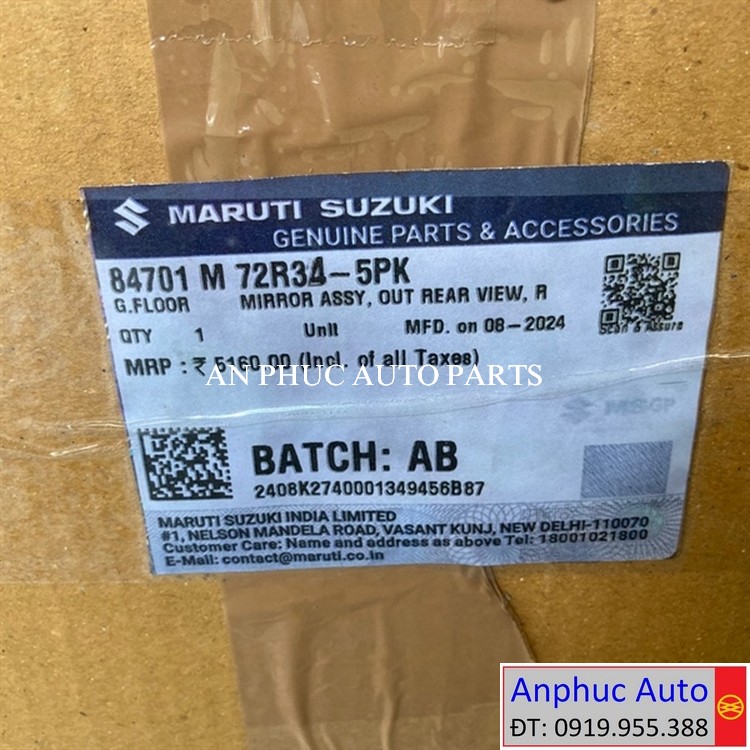 MARUTI SUZUKI
GENUINE PARTS & ACCESSORIES
84701 M 72R31-5PK
G.FLOOR MIRROR ASSY, OUT REAR VIEW, R
QTY 1 Unit MFD. on 08-2024
Scan & Assure
MRP : ₹ 5160.00 (Incl. of all Taxes)
AN PHUC AUTO PARTS
MSGP
BATCH: AB
2408K2740001349456B87
MARUTI SUZUKI INDIA LIMITED
#1, NELSON MANDELA ROAD, VASANT KUNJ, NEW DELHI-110070
Customer Care: Name and address as above Tel: 18001021800
E-Mail: contact@maruti.co.in
Anphuc Auto
ĐT: 0919.955.388